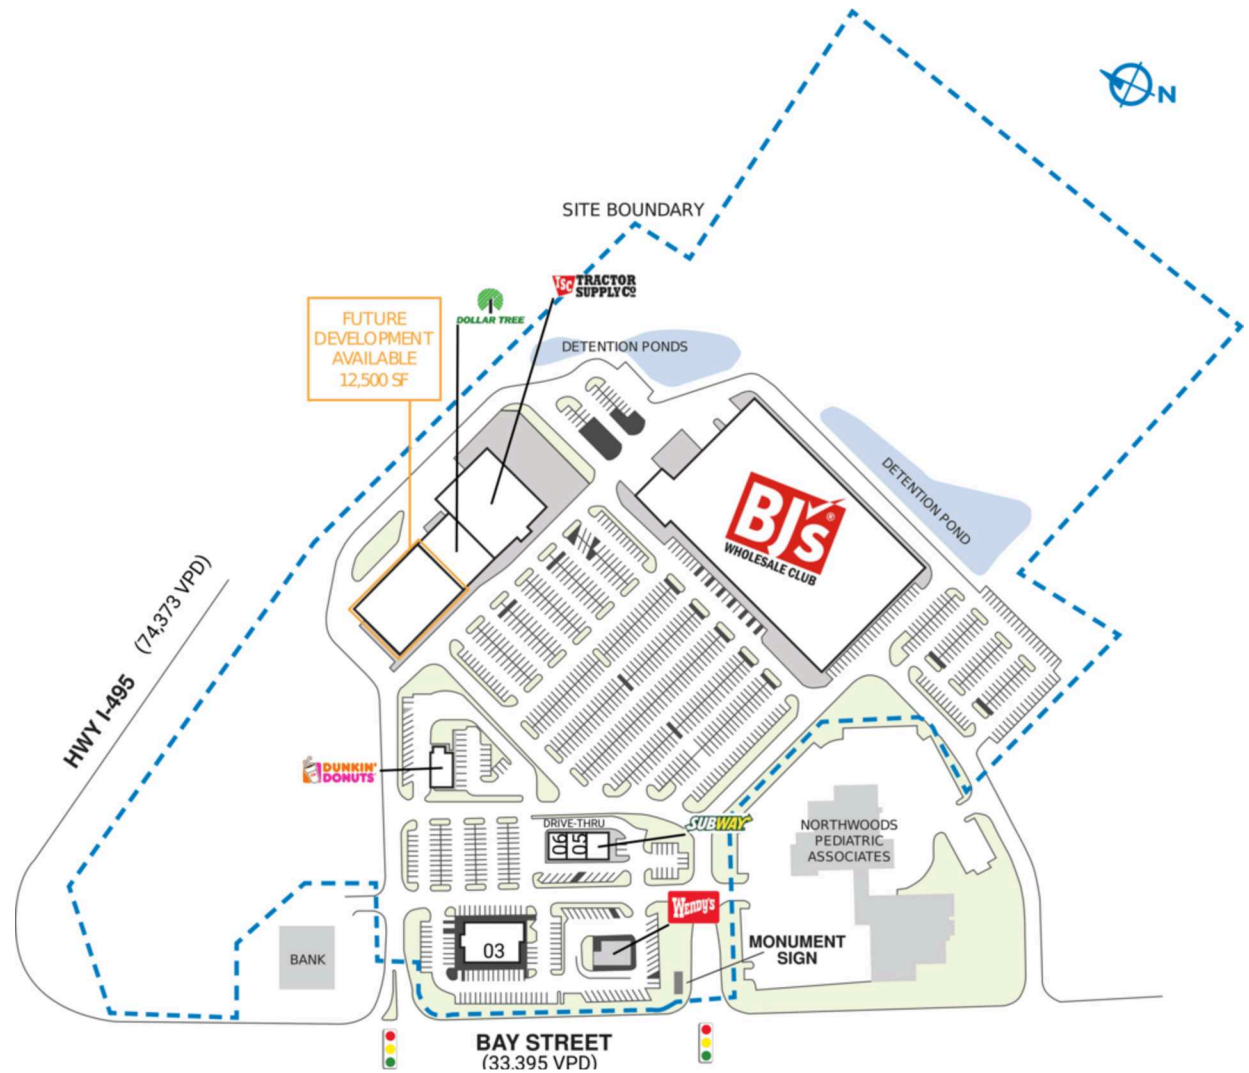 N
SITE BOUNDARY
TSC TRACTOR
SUPPLY CO
DOLLAR TREE
FUTURE
DEVELOPMENT
AVAILABLE
12,500 SF
DETENTION PONDS
DETENTION POND
BJ's
®
WHOLESALE CLUB
HWY I-495 (74,373 VPD)
DUNKIN'
DONUTS
DRIVE-THRU
06
05
SUBWAY
NORTHWOODS
PEDIATRIC
ASSOCIATES
WENDY'S
03
MONUMENT
SIGN
BANK
BAY STREET
(33,395 VPD)